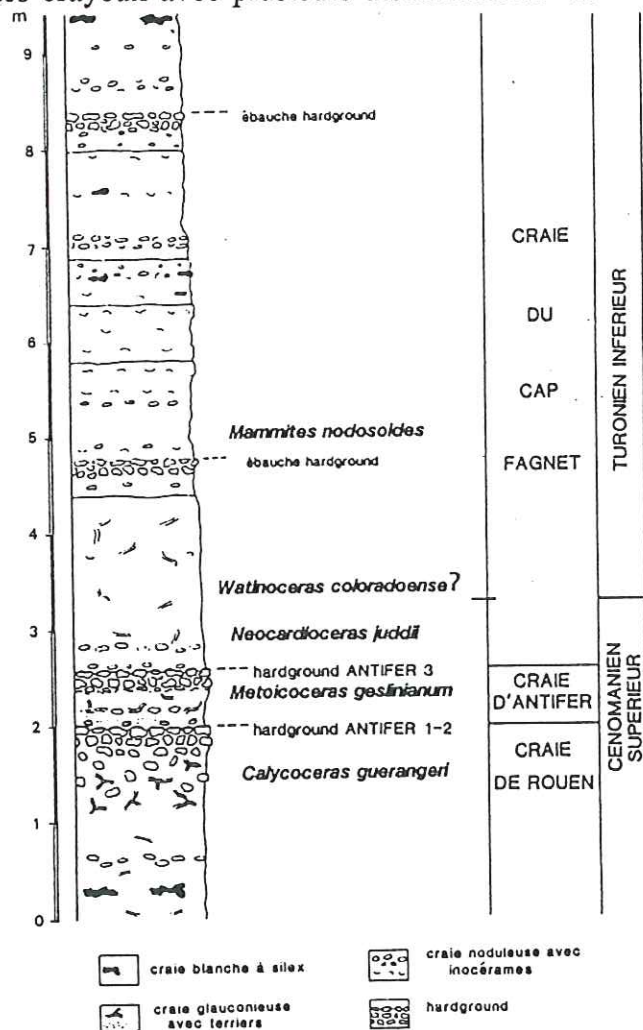 avec plusieurs
m
9
ébauche hardground
8
CRAIE
7
DU
6
TURONIEN INFERIEUR
CAP
Mammites nodosoides
5
ébauche hardground
FAGNET
4
Watinoceras coloradoense ?
Neocardioceras juddii
3
hardground ANTIFER 3
CRAIE
Metoicoceras geslinianum
D'ANTIFER
2
hardground ANTIFER 1-2
CENOMANIEN
SUPERIEUR
CRAIE
Calycoceras guerangeri
DE ROUEN
1
0
craie blanche à silex
craie noduleuse avec
inocérames
craie glauconieuse
avec terriers
hardground